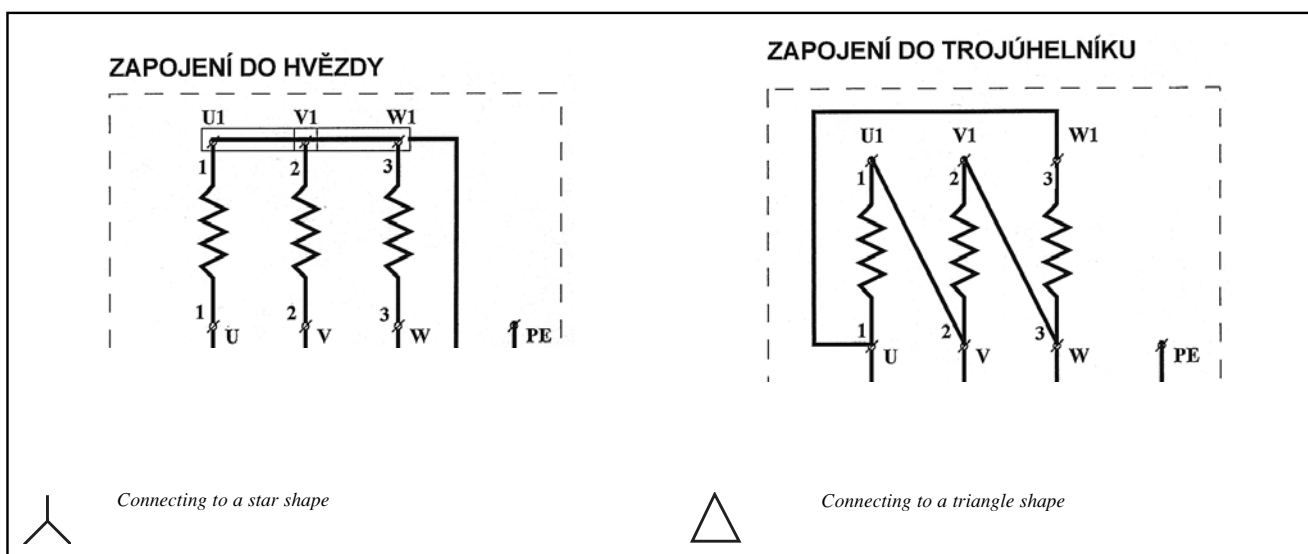 ZAPOJENÍ DO HVĚZDY
U1 V1 W1
1 2 3
1 2 3
U V W PE
ZAPOJENÍ DO TROJÚHELNÍKU
U1 V1 W1
1 2 3
1 2 3
U V W PE
Connecting to a star shape
Connecting to a triangle shape